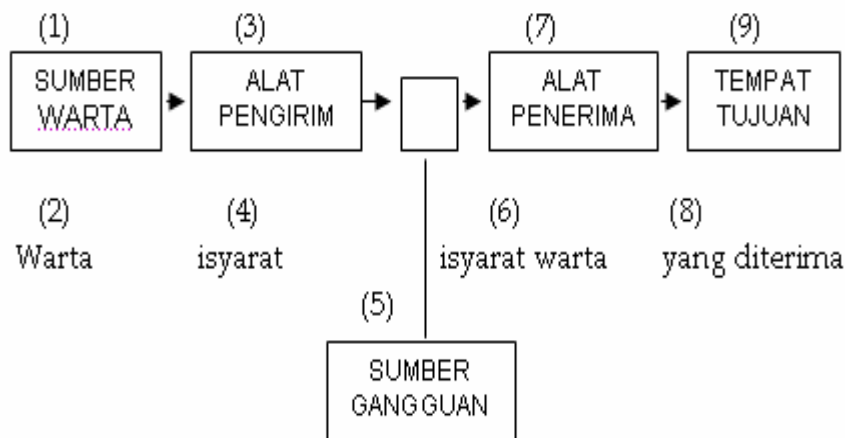 (1) (3) (7) (9)
SUMBER WARTA
ALAT PENGIRIM
ALAT PENERIMA
TEMPAT TUJUAN
(2) (4) (6) (8)
Warta isyarat isyarat warta yang diterima
(5)
SUMBER
GANGGUAN